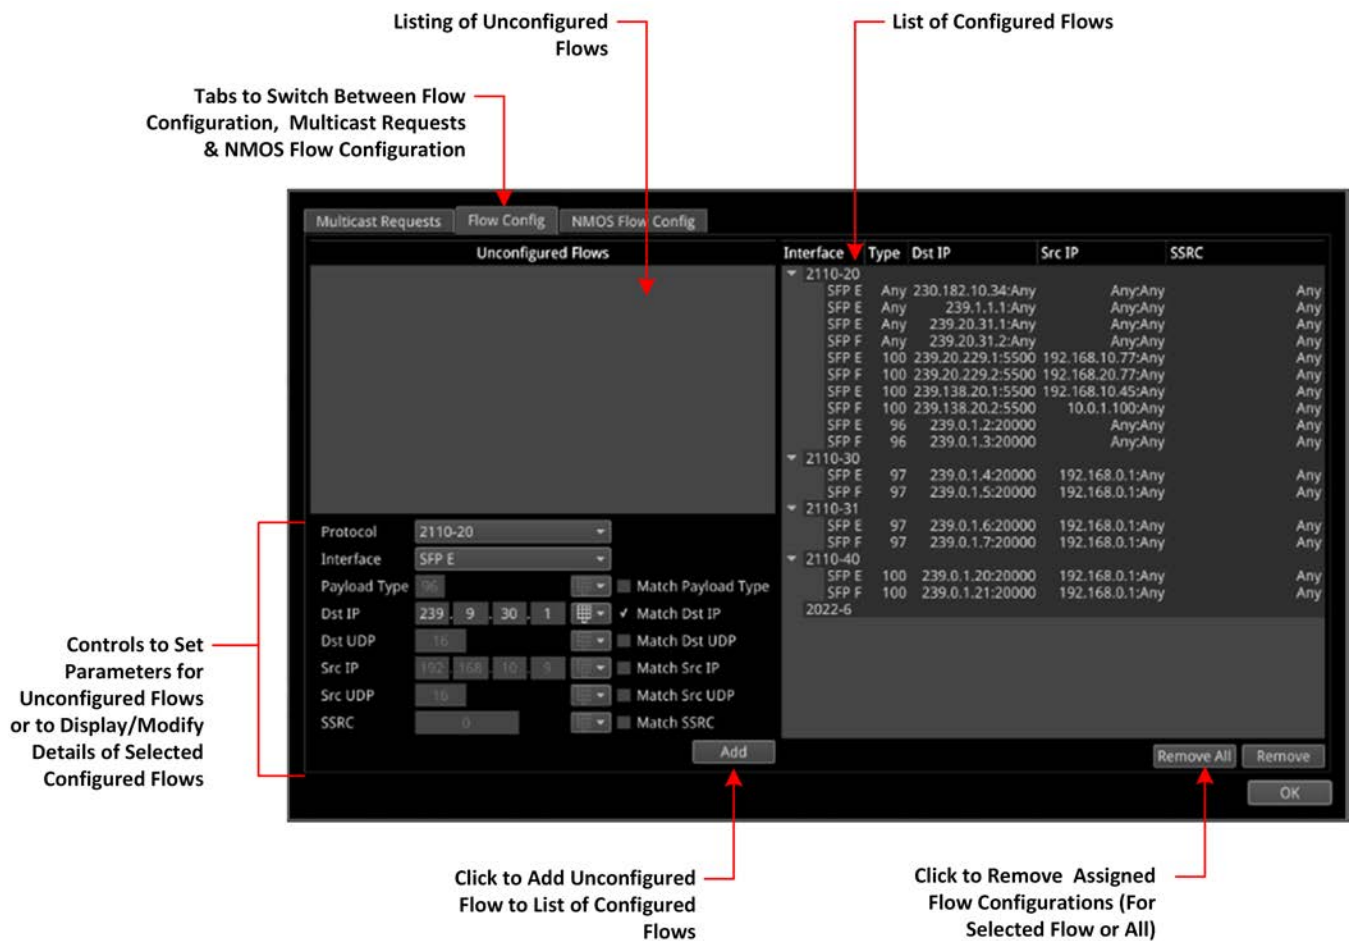 Listing of Unconfigured
Flows
List of Configured Flows
Tabs to Switch Between Flow
Configuration, Multicast Requests
& NMOS Flow Configuration
Multicast Requests Flow Config NMOS Flow Config
Unconfigured Flows
Interface Type Dst IP Src IP SSRC
2110-20
SFP E Any 230.182.10.34:Any Any:Any Any
SFP E Any 239.1.1.1:Any Any:Any Any
SFP E Any 239.20.31.1:Any Any:Any Any
SFP F Any 239.20.31.2:Any Any:Any Any
SFP E 100 239.20.229.1:5500 192.168.10.77:Any Any
SFP F 100 239.20.229.2:5500 192.168.20.77:Any Any
SFP E 100 239.138.20.1:5500 192.168.10.45:Any Any
SFP F 100 239.138.20.2:5500 10.0.1.100:Any Any
SFP E 96 239.0.1.2:20000 Any:Any Any
SFP F 96 239.0.1.3:20000 Any:Any Any
2110-30
SFP E 97 239.0.1.4:20000 192.168.0.1:Any Any
SFP F 97 239.0.1.5:20000 192.168.0.1:Any Any
2110-31
SFP E 97 239.0.1.6:20000 192.168.0.1:Any Any
SFP F 97 239.0.1.7:20000 192.168.0.1:Any Any
2110-40
SFP E 100 239.0.1.20:20000 192.168.0.1:Any Any
SFP F 100 239.0.1.21:20000 192.168.0.1:Any Any
2022-6
Protocol 2110-20
Interface SFP E
Payload Type 96 Match Payload Type
Dst IP 239 . 9 . 30 . 1 Match Dst IP
Dst UDP 16 Match Dst UDP
Src IP 192 . 168 . 10 . 9 Match Src IP
Src UDP 16 Match Src UDP
SSRC 0 Match SSRC
Add
Remove All Remove
OK
Controls to Set
Parameters for
Unconfigured Flows
or to Display/Modify
Details of Selected
Configured Flows
Click to Add Unconfigured
Flow to List of Configured
Flows
Click to Remove Assigned
Flow Configurations (For
Selected Flow or All)